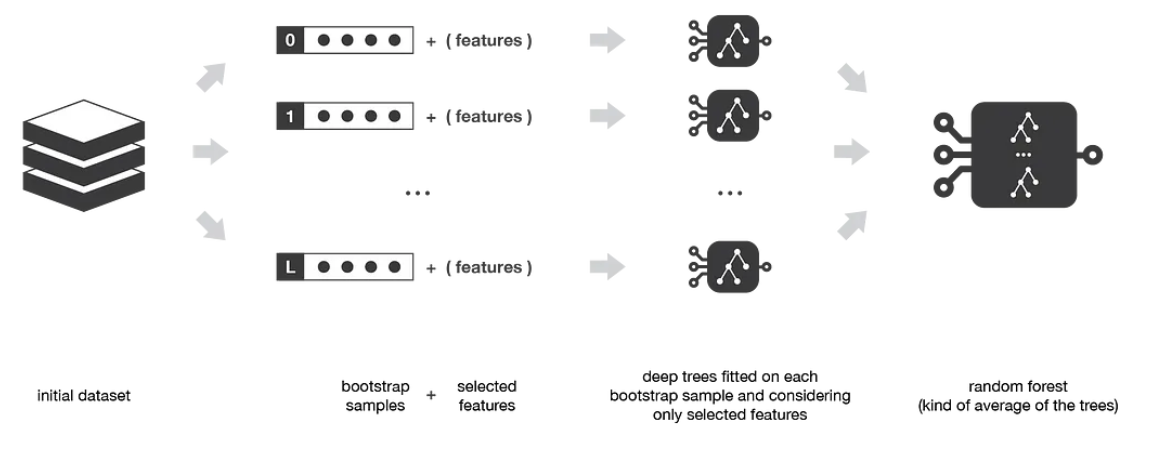 0 + ( features )
1 + ( features )
... ...
L + ( features )
...
initial dataset
bootstrap samples + selected features
deep trees fitted on each
bootstrap sample and considering
only selected features
random forest
(kind of average of the trees)